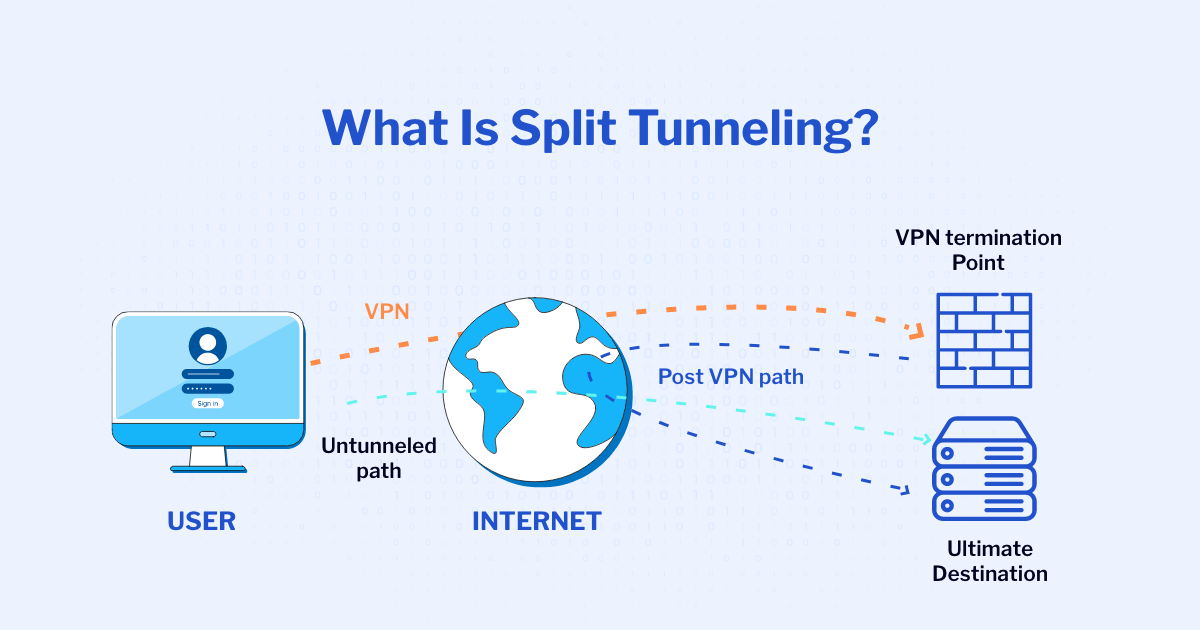 What Is Split Tunneling?
VPN termination
Point
VPN
Sign in
Post VPN path
Untunneled
path
USER
INTERNET
Ultimate
Destination